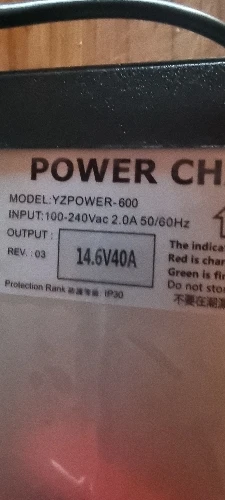 POWER CH
MODEL:YZPOWER-600
INPUT:100-240Vac 2.0A 50/60Hz
OUTPUT :
14.6V40A
REV. : 03
The indica
Red is char
Green is fin
Do not stor
不要在潮湿
Protection Rank 防護等級 IP30